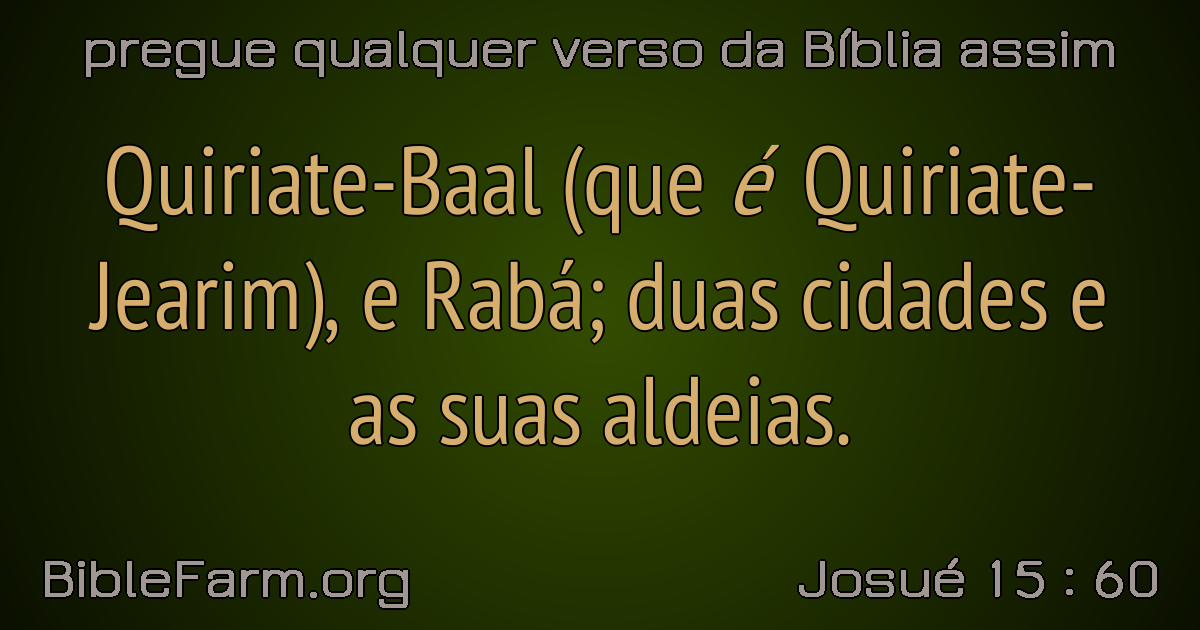 pregue qualquer verso da Bíblia assim
Quiriate-Baal (que é Quiriate-
Jearim), e Rabá; duas cidades e
as suas aldeias.
BibleFarm.org
Josué 15 : 60